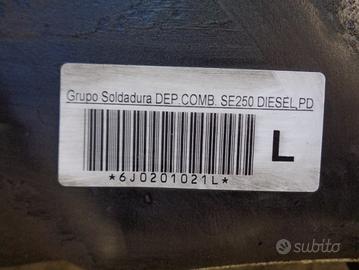 Grupo Soldadura DEP.COMB. SE250 DIESEL PD
L
*6J0201021L*
subito